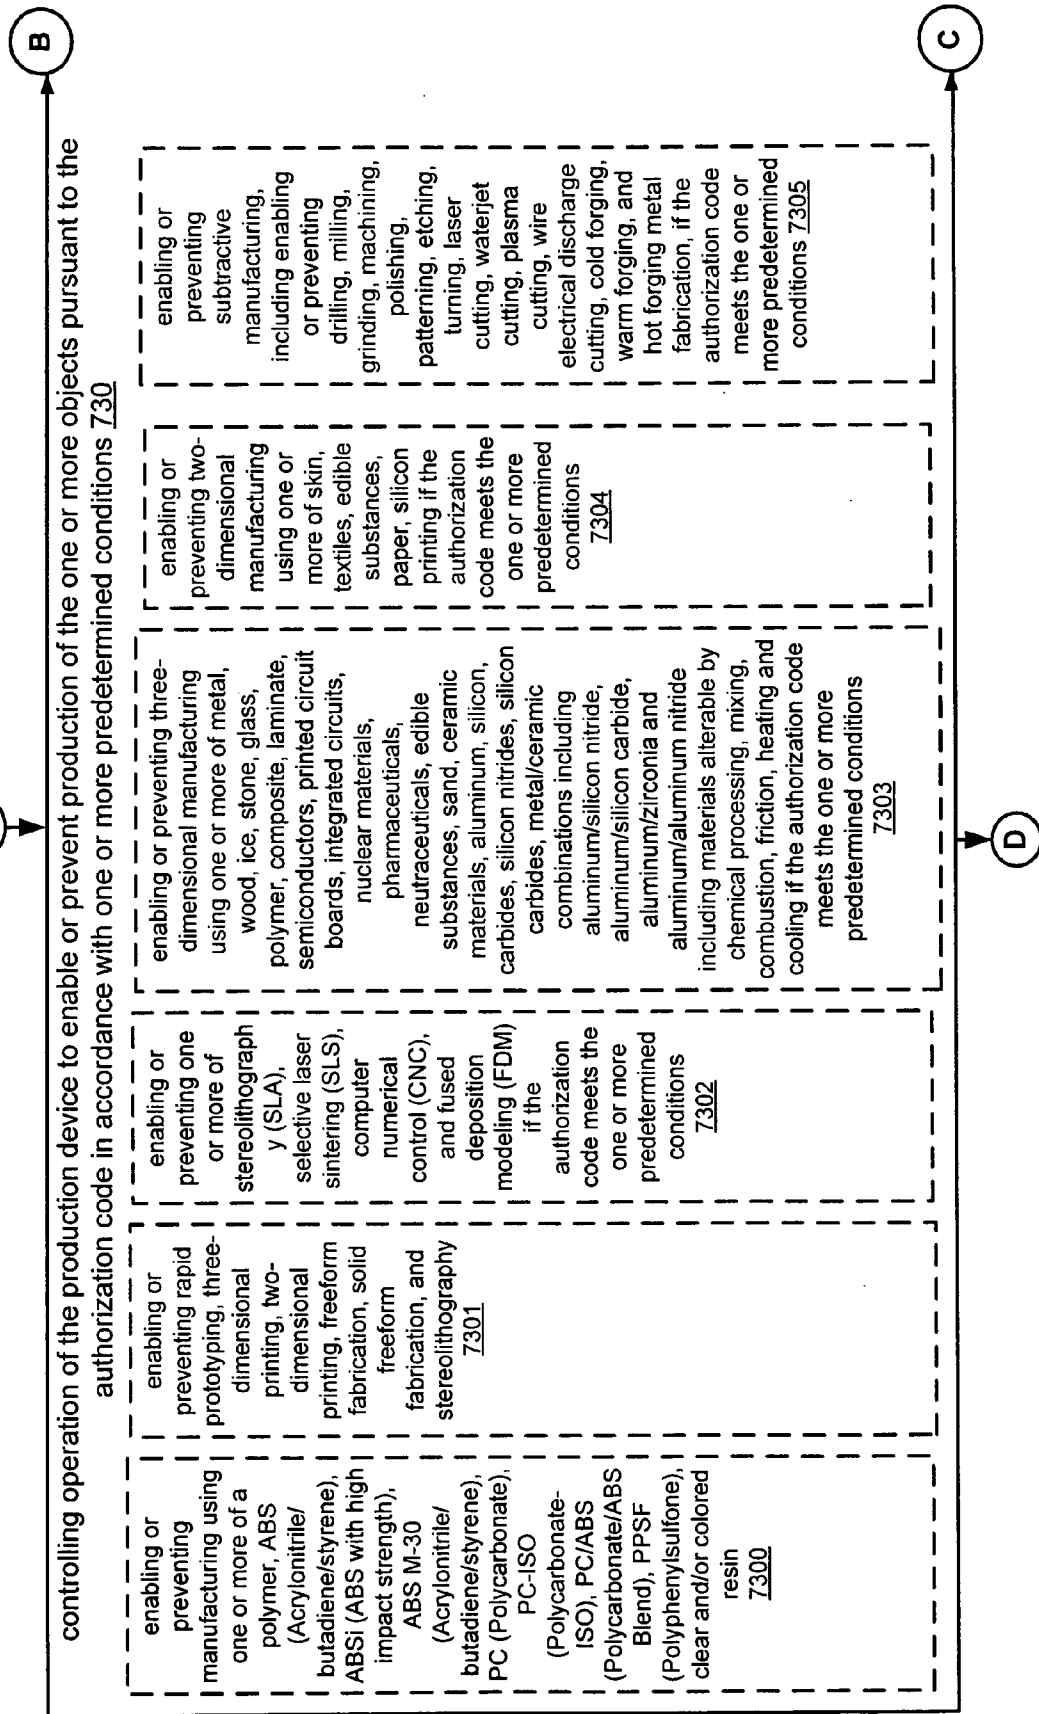 controlling operation of the production device to enable or prevent production of the one or more objects pursuant to the
authorization code in accordance with one or more predetermined conditions 730
enabling or
preventing
manufacturing using
one or more of a
polymer, ABS
(Acrylonitrile/
butadiene/styrene),
ABSi (ABS with high
impact strength),
ABS M-30
(Acrylonitrile/
butadiene/styrene),
PC (Polycarbonate),
PC-ISO
(Polycarbonate-
ISO), PC/ABS
(Polycarbonate/ABS
Blend), PPSF
(Polyphenylsulfone),
clear and/or colored
resin
7300
enabling or
preventing rapid
prototyping, three-
dimensional
printing, two-
dimensional
printing, freeform
fabrication, solid
freeform
fabrication, and
stereolithography
7301
enabling or
preventing one
or more of
stereolithograph
y (SLA),
selective laser
sintering (SLS),
computer
numerical
control (CNC),
and fused
deposition
modeling (FDM)
if the
authorization
code meets the
one or more
predetermined
conditions
7302
enabling or preventing three-
dimensional manufacturing
using one or more of metal,
wood, ice, stone, glass,
polymer, composite, laminate,
semiconductors, printed circuit
boards, integrated circuits,
nuclear materials,
pharmaceuticals,
neutraceuticals, edible
substances, sand, ceramic
materials, aluminum, silicon,
carbides, silicon nitrides, silicon
carbides, metal/ceramic
combinations including
aluminum/silicon nitride,
aluminum/silicon carbide,
aluminum/zirconia and
aluminum/aluminum nitride
including materials alterable by
chemical processing, mixing,
combustion, friction, heating and
cooling if the authorization code
meets the one or more
predetermined conditions
7303
enabling or
preventing two-
dimensional
manufacturing
using one or
more of skin,
textiles, edible
substances,
paper, silicon
printing if the
authorization
code meets the
one or more
predetermined
conditions
7304
enabling or
preventing
subtractive
manufacturing,
including enabling
or preventing
drilling, milling,
grinding, machining,
polishing,
patterning, etching,
turning, laser
cutting, waterjet
cutting, plasma
cutting, wire
electrical discharge
cutting, cold forging,
warm forging, and
hot forging metal
fabrication, if the
authorization code
meets the one or
more predetermined
conditions 7305
B
C
D